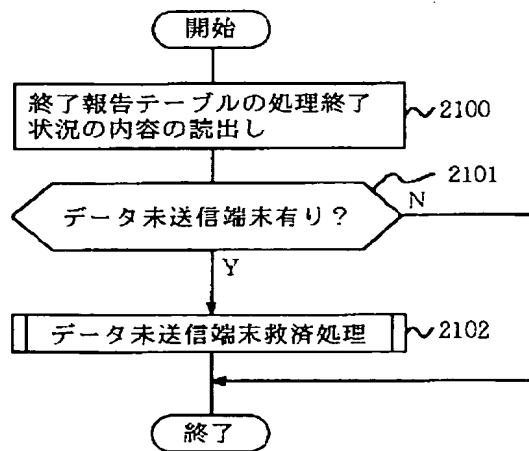 開始
終了報告テーブルの処理終了
状況の内容の読出し
2100
2101
データ未送信端末有り？
N
Y
データ未送信端末救済処理
2102
終了